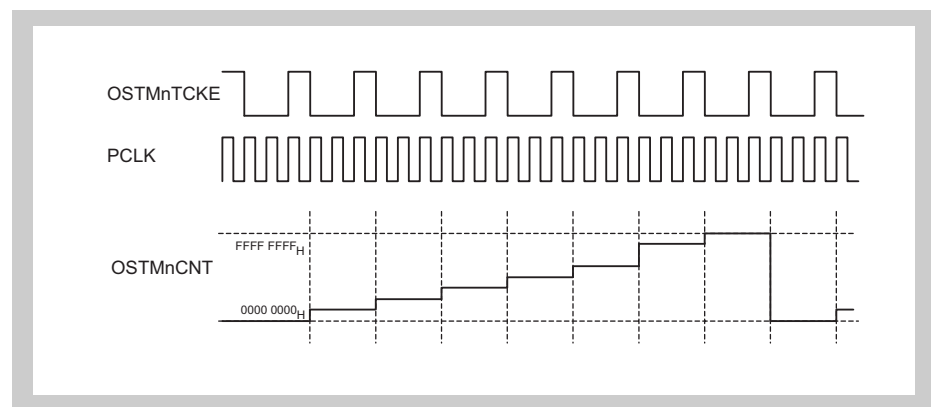 OSTMnTCKE
PCLK
FFFF FFFFH
OSTMnCNT
0000 0000H